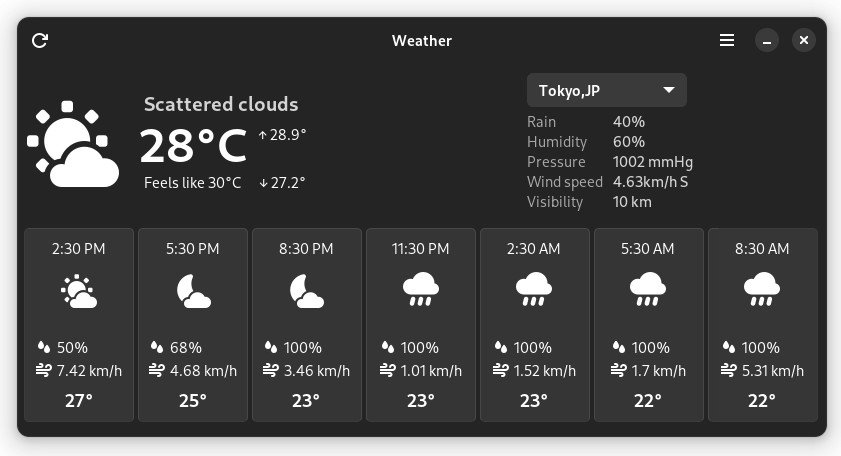 Weather
Scattered clouds
28°C ↑ 28.9°
Feels like 30°C ↓ 27.2°
Tokyo,JP
Rain 40%
Humidity 60%
Pressure 1002 mmHg
Wind speed 4.63km/h S
Visibility 10 km
2:30 PM 5:30 PM 8:30 PM 11:30 PM 2:30 AM 5:30 AM 8:30 AM
50% 68% 100% 100% 100% 100% 100%
7.42 km/h 4.68 km/h 3.46 km/h 1.01 km/h 1.52 km/h 1.7 km/h 5.31 km/h
27° 25° 23° 23° 23° 22° 22°